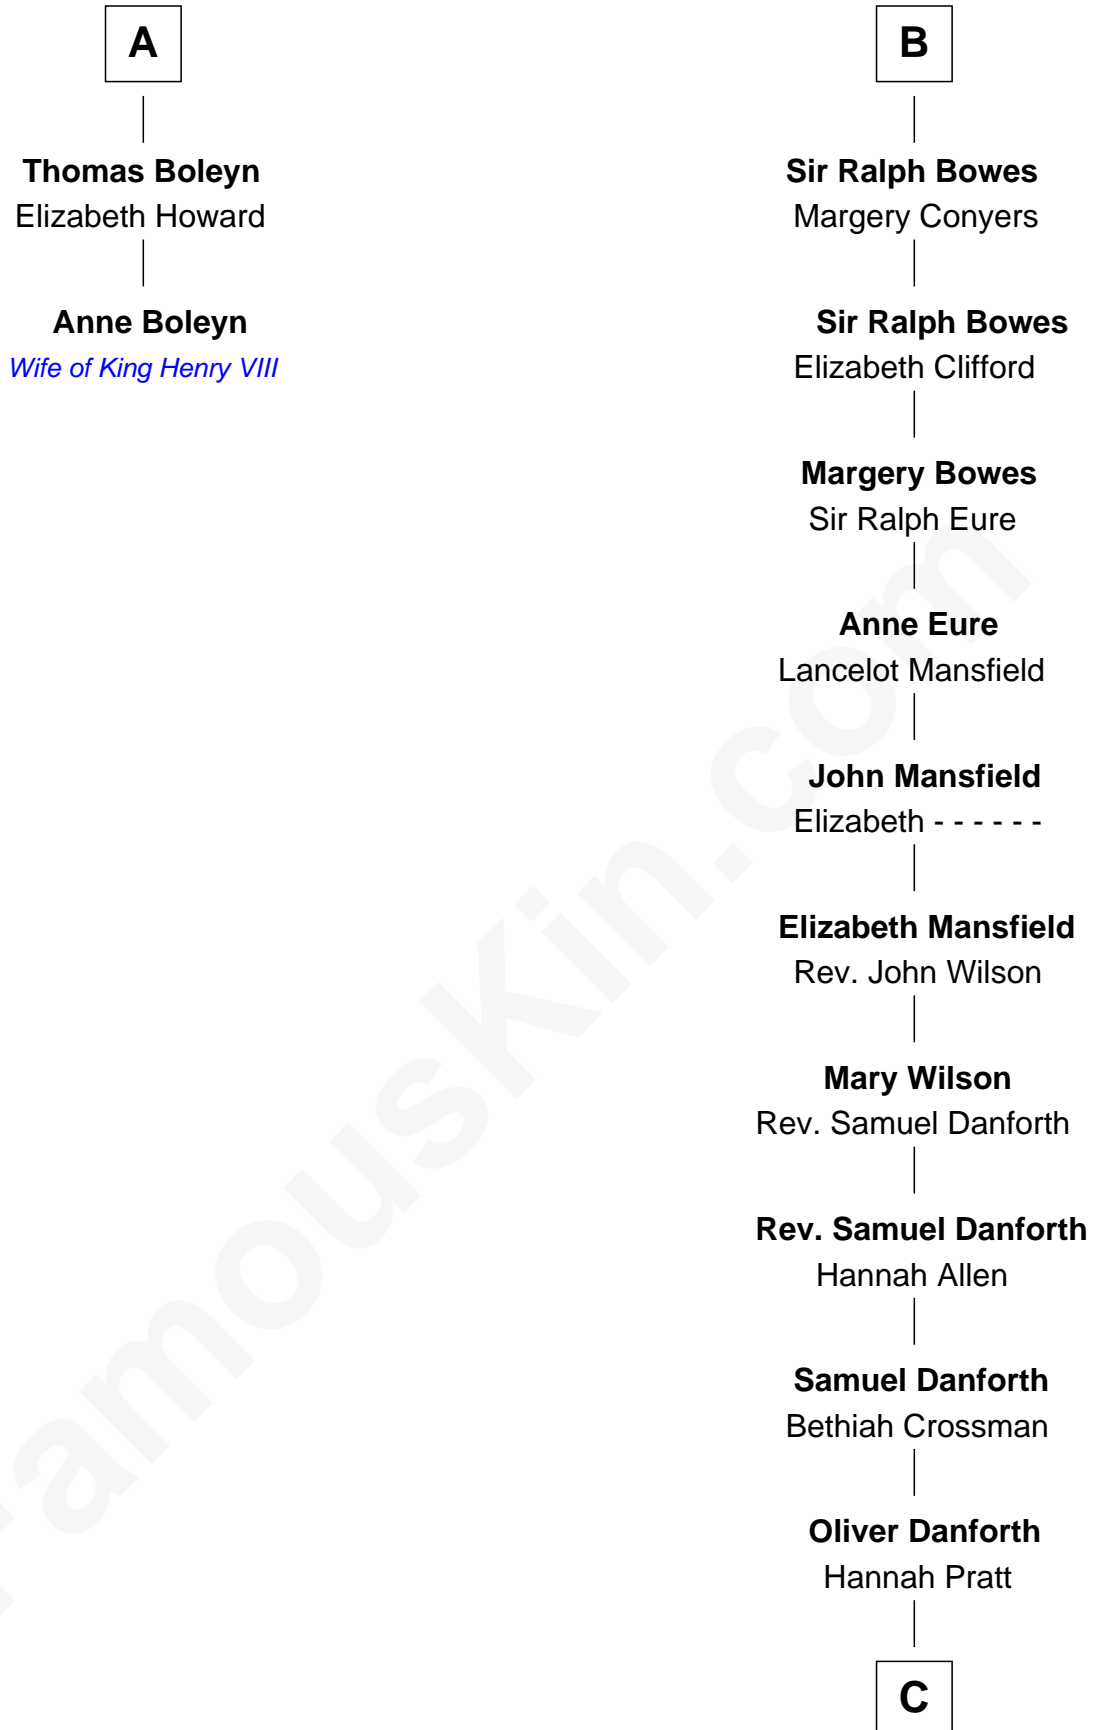 A
Thomas Boleyn
Elizabeth Howard
Anne Boleyn
Wife of King Henry VIII
B
Sir Ralph Bowes
Margery Conyers
Sir Ralph Bowes
Elizabeth Clifford
Margery Bowes
Sir Ralph Eure
Anne Eure
Lancelot Mansfield
John Mansfield
Elizabeth - - - - - -
Elizabeth Mansfield
Rev. John Wilson
Mary Wilson
Rev. Samuel Danforth
Rev. Samuel Danforth
Hannah Allen
Samuel Danforth
Bethiah Crossman
Oliver Danforth
Hannah Pratt
C
FamousKin.com